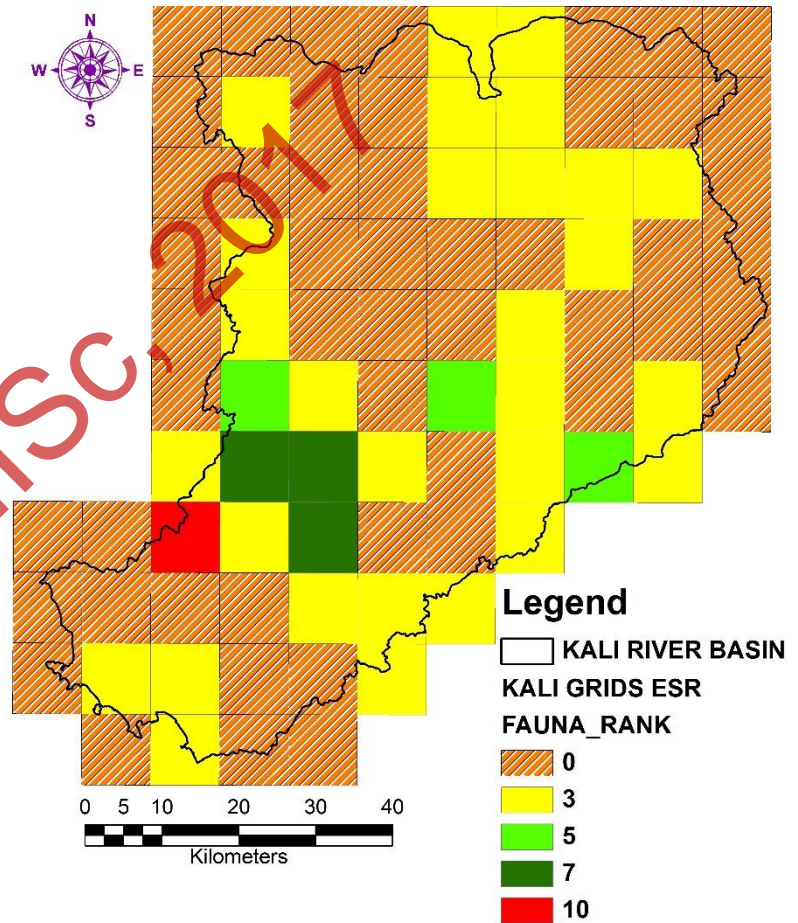 N
W E
S
IISc, 2017
Legend
KALI RIVER BASIN
KALI GRIDS ESR
FAUNA_RANK
0
3
5
7
10
0 5 10 20 30 40
Kilometers